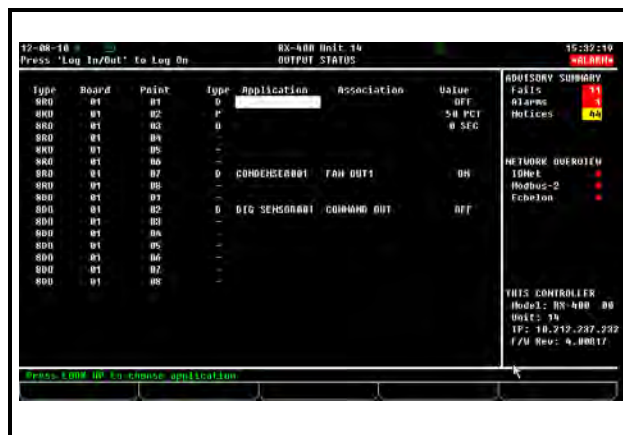 12-08-10 RX-400 Unit 14 15:32:19
Press 'Log In/Out' to Log On OUTPUT STATUS *ALARM*
Type Board Point Type Application Association Value
8RO 01 01 D OFF
8RO 01 02 P 50 PCT
8RO 01 03 0 SEC
8RO 01 04 -
8RO 01 05 -
8RO 01 06 -
8RO 01 07 D CONDENSER001 FAN OUT1 ON
8RO 01 08 -
8DO 01 01 -
8DO 01 02 D DIG SENSOR001 COMMAND OUT OFF
8DO 01 03 -
8DO 01 04 -
8DO 01 05 -
8DO 01 06 -
8DO 01 07 -
8DO 01 08 -
ADVISORY SUMMARY
Fails 11
Alarms 1
Notices 44
NETWORK OVERVIEW
IONet
Modbus-2
Echelon
THIS CONTROLLER
Model: RX-400 00
Unit: 14
IP: 10.212.237.232
F/W Rev: 4.00B17
Press LOOK UP to choose application